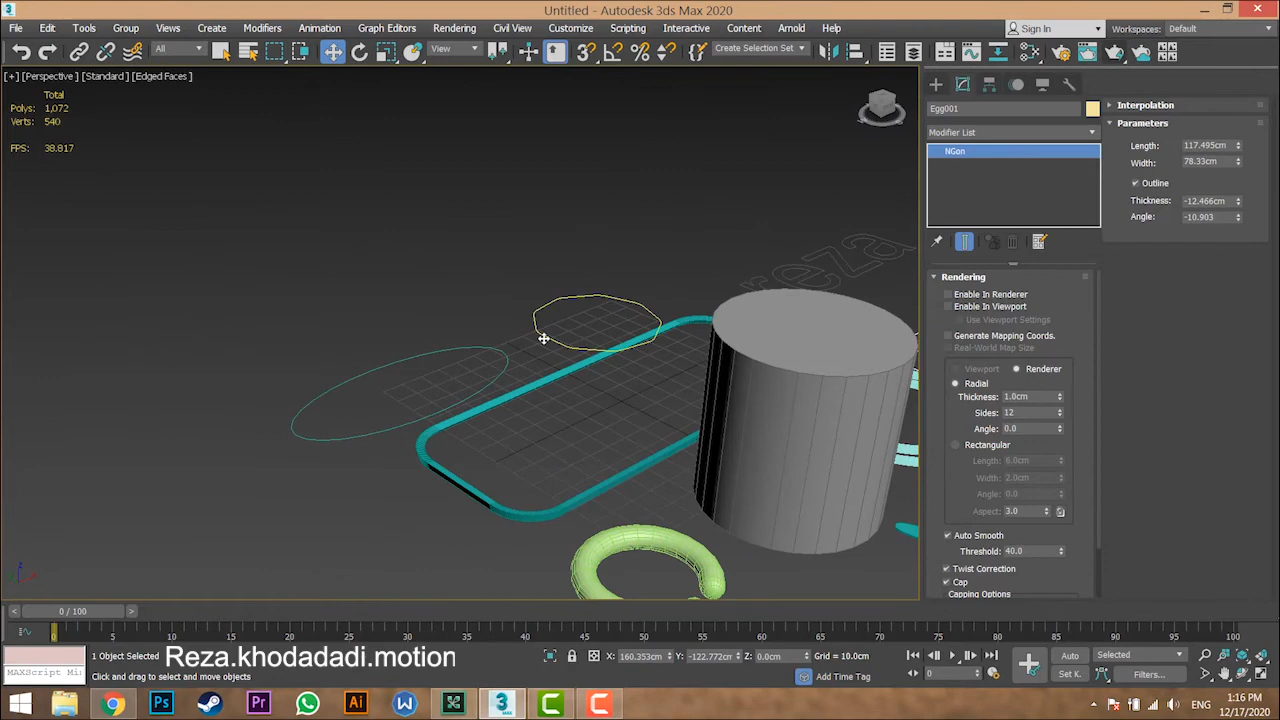 Untitled - Autodesk 3ds Max 2020
File Edit Tools Group Views Create Modifiers Animation Graph Editors Rendering Civil View Customize Scripting Interactive Content Arnold
Sign In Workspaces: Default
All View Create Selection Set
[+] [Perspective] [Standard] [Edged Faces]
Total
Polys: 1,072
Verts: 540
FPS: 38.817
reza
Egg001
Modifier List
NGon
Interpolation
Parameters
Length: 117.495cm
Width: 78.33cm
Outline
Thickness: -12.466cm
Angle: -10.903
Rendering
Enable In Renderer
Enable In Viewport
Use Viewport Settings
Generate Mapping Coords.
Real-World Map Size
Viewport Renderer
Radial
Thickness: 1.0cm
Sides: 12
Angle: 0.0
Rectangular
Length: 6.0cm
Width: 2.0cm
Angle: 0.0
Aspect: 3.0
Auto Smooth
Threshold: 40.0
Twist Correction
Cap
Capping Options
0 / 100
0 5 10 15 20 25 30 35 40 45 50 55 60 65 70 75 80 85 90 95 100
1 Object Selected
Reza.khodadadi.motion
X: 160.353cm Y: -122.772cm Z: 0.0cm Grid = 10.0cm
Auto Selected
MAXScript Mi
Click and drag to select and move objects
Add Time Tag
0
Set K. Filters...
Ps Pr Ai W 3 MAX C C
ENG
1:16 PM
12/17/2020